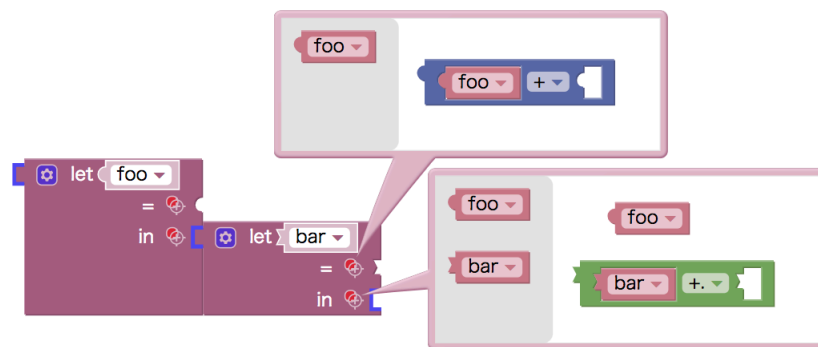 foo
foo +
let foo
=
in
let bar
=
in
foo
bar
foo
bar +.